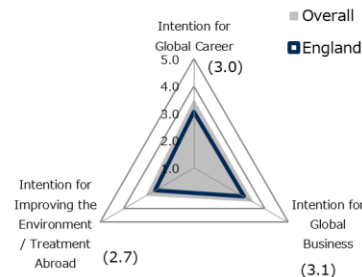 Intention for
Global Career
(3.0)
Overall
England
5.0
4.0
3.0
2.0
1.0
Intention for
Improving the
Environment
/ Treatment
Abroad
(2.7)
Intention for
Global
Business
(3.1)